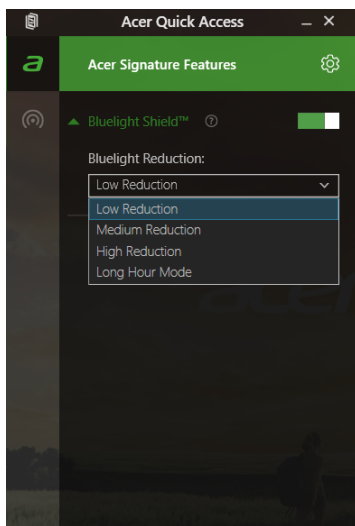 Acer Quick Access
a
Acer Signature Features
Bluelight Shield™ ?
Bluelight Reduction:
Low Reduction
Low Reduction
Medium Reduction
High Reduction
Long Hour Mode
acer